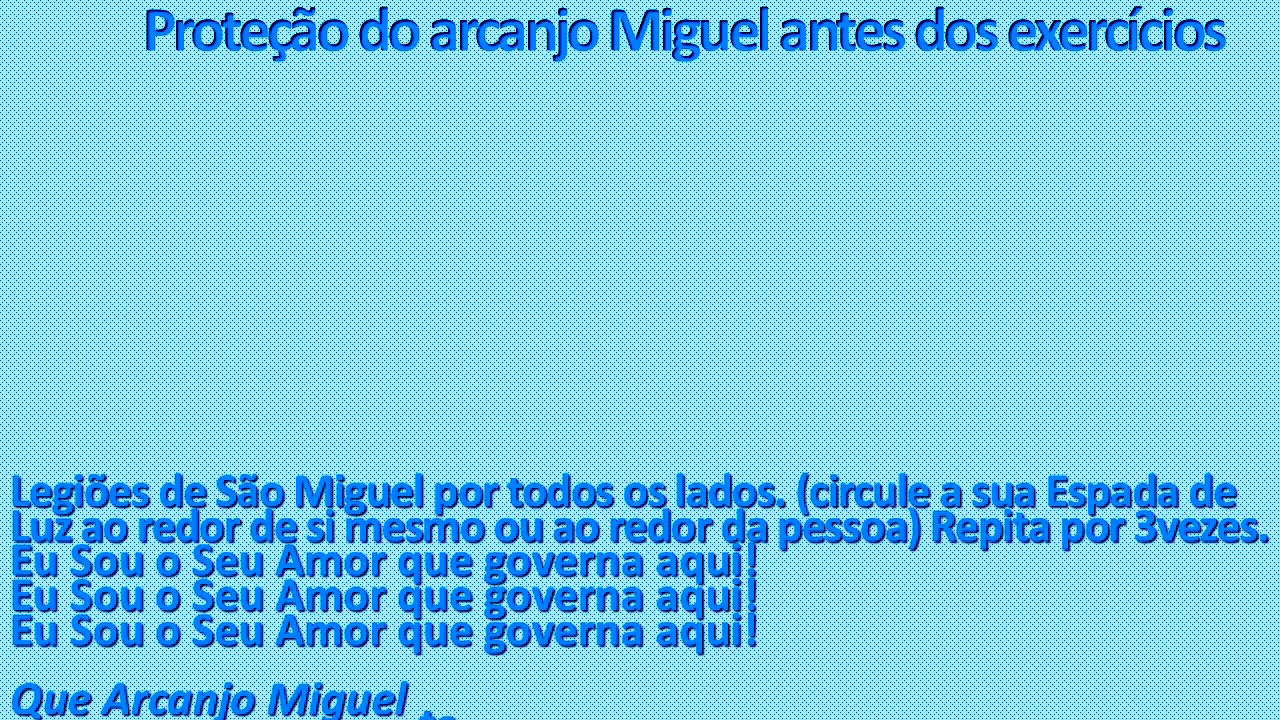 Proteção do arcanjo Miguel antes dos exercícios
Legiões de São Miguel por todos os lados. (circule a sua Espada de
Luz ao redor de si mesmo ou ao redor da pessoa) Repita por 3vezes.
Eu Sou o Seu Amor que governa aqui!
Eu Sou o Seu Amor que governa aqui!
Eu Sou o Seu Amor que governa aqui!
Que Arcanjo Miguel